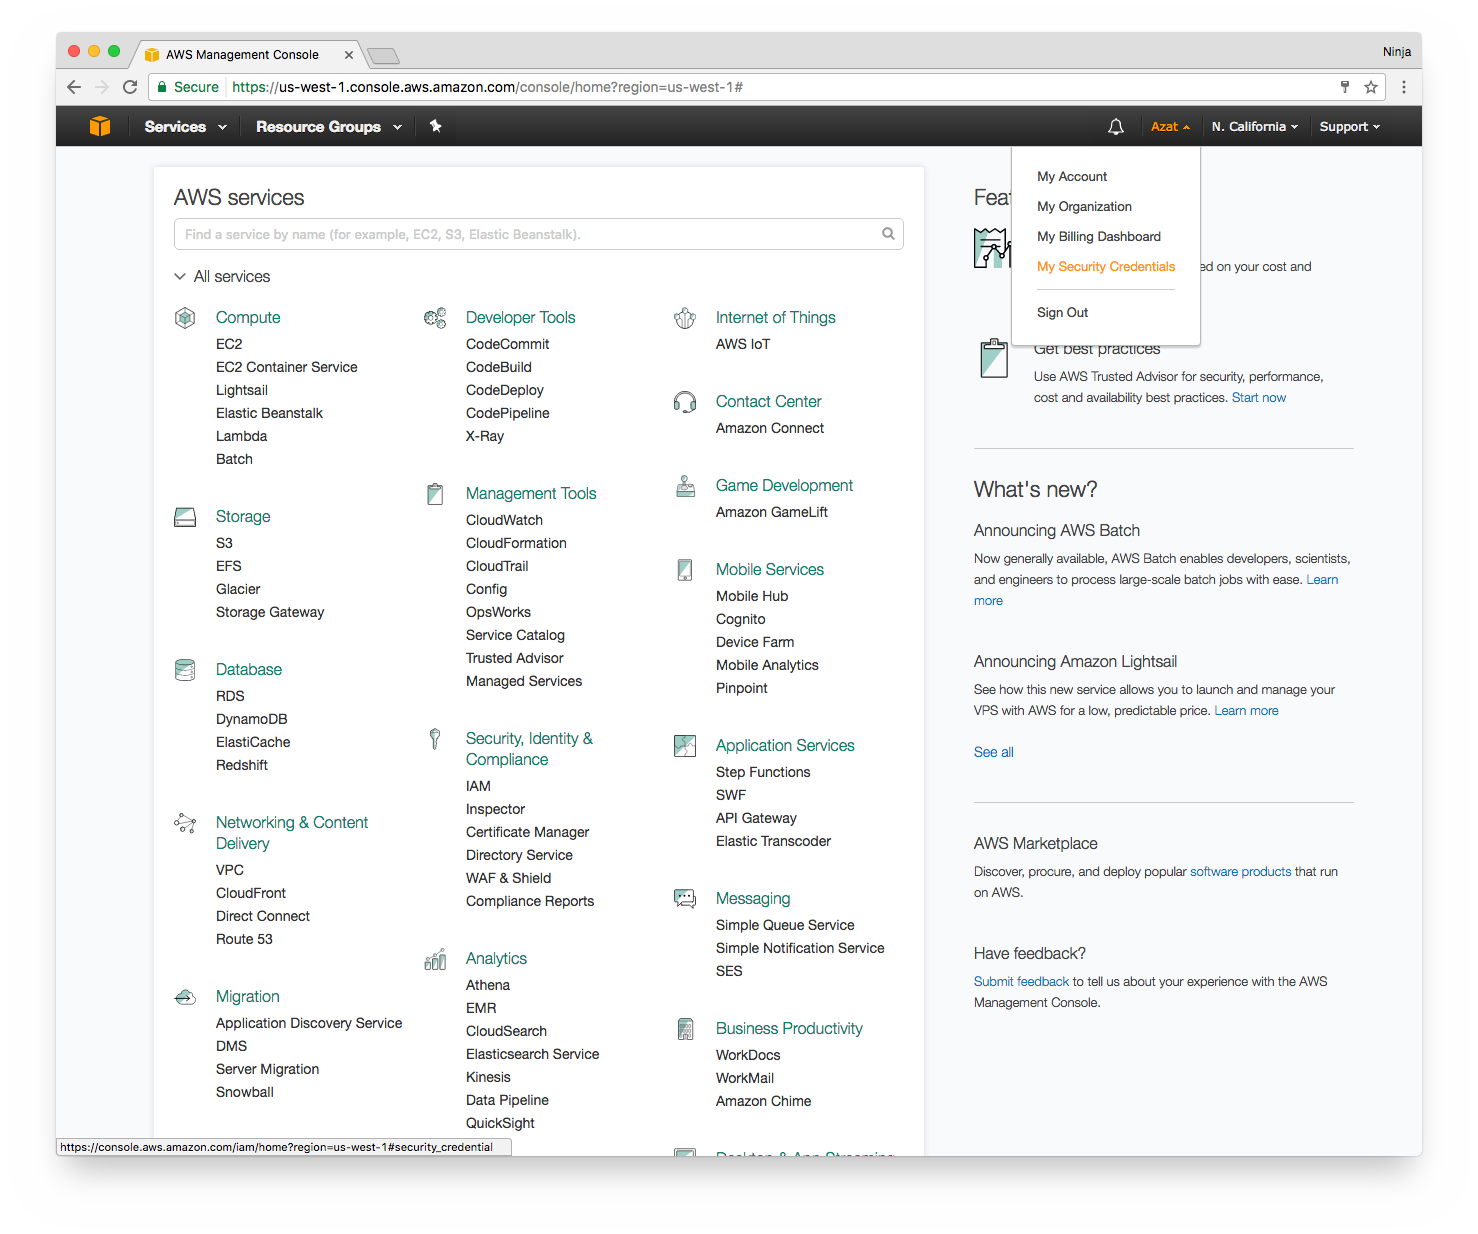 AWS Management Console
Ninja
Secure https://us-west-1.console.aws.amazon.com/console/home?region=us-west-1#
Services
Resource Groups
Azat
N. California
Support
My Account
My Organization
My Billing Dashboard
My Security Credentials
Sign Out
AWS services
Find a service by name (for example, EC2, S3, Elastic Beanstalk).
All services
Compute
EC2
EC2 Container Service
Lightsail
Elastic Beanstalk
Lambda
Batch
Storage
S3
EFS
Glacier
Storage Gateway
Database
RDS
DynamoDB
ElastiCache
Redshift
Networking & Content
Delivery
VPC
CloudFront
Direct Connect
Route 53
Migration
Application Discovery Service
DMS
Server Migration
Snowball
Developer Tools
CodeCommit
CodeBuild
CodeDeploy
CodePipeline
X-Ray
Management Tools
CloudWatch
CloudFormation
CloudTrail
Config
OpsWorks
Service Catalog
Trusted Advisor
Managed Services
Security, Identity &
Compliance
IAM
Inspector
Certificate Manager
Directory Service
WAF & Shield
Compliance Reports
Analytics
Athena
EMR
CloudSearch
Elasticsearch Service
Kinesis
Data Pipeline
QuickSight
Internet of Things
AWS IoT
Contact Center
Amazon Connect
Game Development
Amazon GameLift
Mobile Services
Mobile Hub
Cognito
Device Farm
Mobile Analytics
Pinpoint
Application Services
Step Functions
SWF
API Gateway
Elastic Transcoder
Messaging
Simple Queue Service
Simple Notification Service
SES
Business Productivity
WorkDocs
WorkMail
Amazon Chime
Desktop & App Streaming
Feat
ed on your cost and
Get best practices
Use AWS Trusted Advisor for security, performance,
cost and availability best practices. Start now
What's new?
Announcing AWS Batch
Now generally available, AWS Batch enables developers, scientists,
and engineers to process large-scale batch jobs with ease. Learn
more
Announcing Amazon Lightsail
See how this new service allows you to launch and manage your
VPS with AWS for a low, predictable price. Learn more
See all
AWS Marketplace
Discover, procure, and deploy popular software products that run
on AWS.
Have feedback?
Submit feedback to tell us about your experience with the AWS
Management Console.
https://console.aws.amazon.com/iam/home?region=us-west-1#security_credential